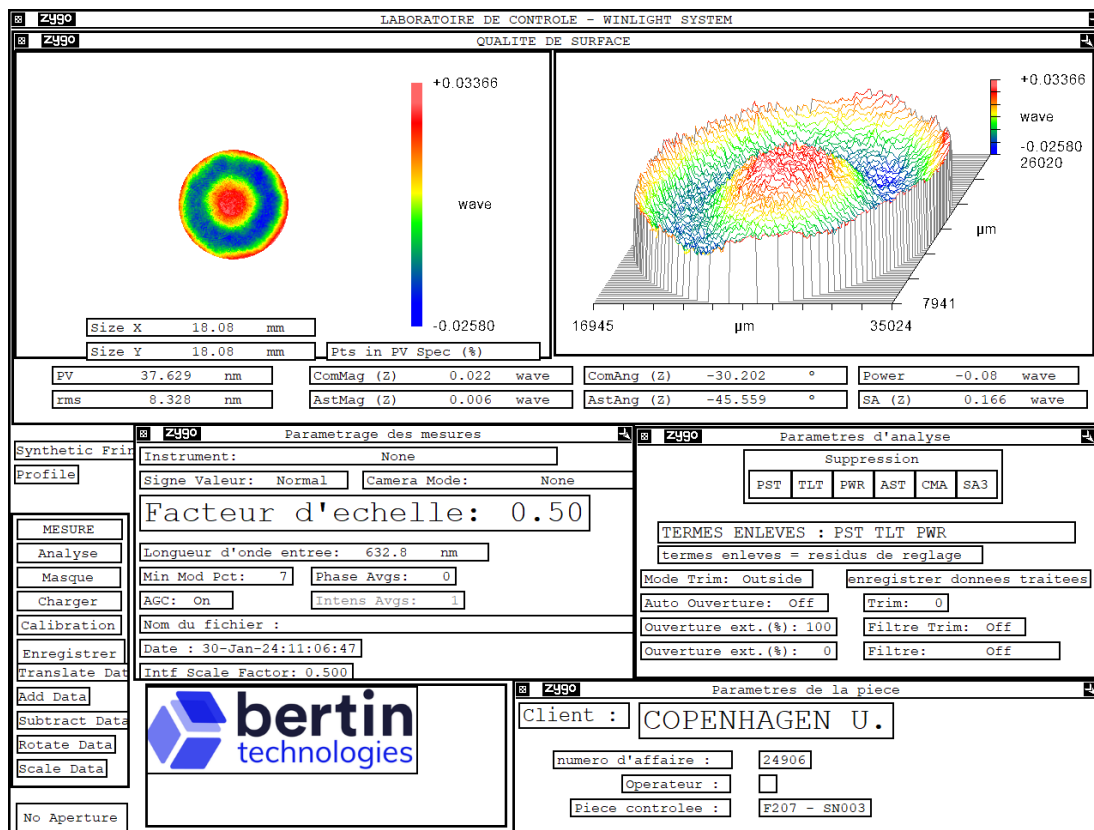 zygo LABORATOIRE DE CONTROLE - WINLIGHT SYSTEM
zygo QUALITE DE SURFACE
+0.03366
wave
-0.02580
Size X 18.08 mm
Size Y 18.08 mm
Pts in PV Spec (%)
+0.03366
wave
-0.02580
26020
µm
7941
16945 µm 35024
PV 37.629 nm
ComMag (Z) 0.022 wave
ComAng (Z) -30.202 °
Power -0.08 wave
rms 8.328 nm
AstMag (Z) 0.006 wave
AstAng (Z) -45.559 °
SA (Z) 0.166 wave
Synthetic Frin
Profile
MESURE
Analyse
Masque
Charger
Calibration
Enregistrer
Translate Dat
Add Data
Subtract Data
Rotate Data
Scale Data
No Aperture
zygo Parametrage des mesures
Instrument: None
Signe Valeur: Normal
Camera Mode: None
Facteur d'echelle: 0.50
Longueur d'onde entree: 632.8 nm
Min Mod Pct: 7
Phase Avgs: 0
AGC: On
Intens Avgs: 1
Nom du fichier :
Date : 30-Jan-24:11:06:47
Intf Scale Factor: 0.500
zygo Parametres d'analyse
Suppression
PST TLT PWR AST CMA SA3
TERMES ENLEVES : PST TLT PWR
termes enleves = residus de reglage
Mode Trim: Outside
enregistrer donnees traitees
Auto Ouverture: Off
Trim: 0
Ouverture ext.(%): 100
Filtre Trim: Off
Ouverture ext.(%): 0
Filtre: Off
bertin
technologies
zygo Parametres de la piece
Client : COPENHAGEN U.
numero d'affaire : 24906
Operateur :
Piece controlee : F207 - SN003